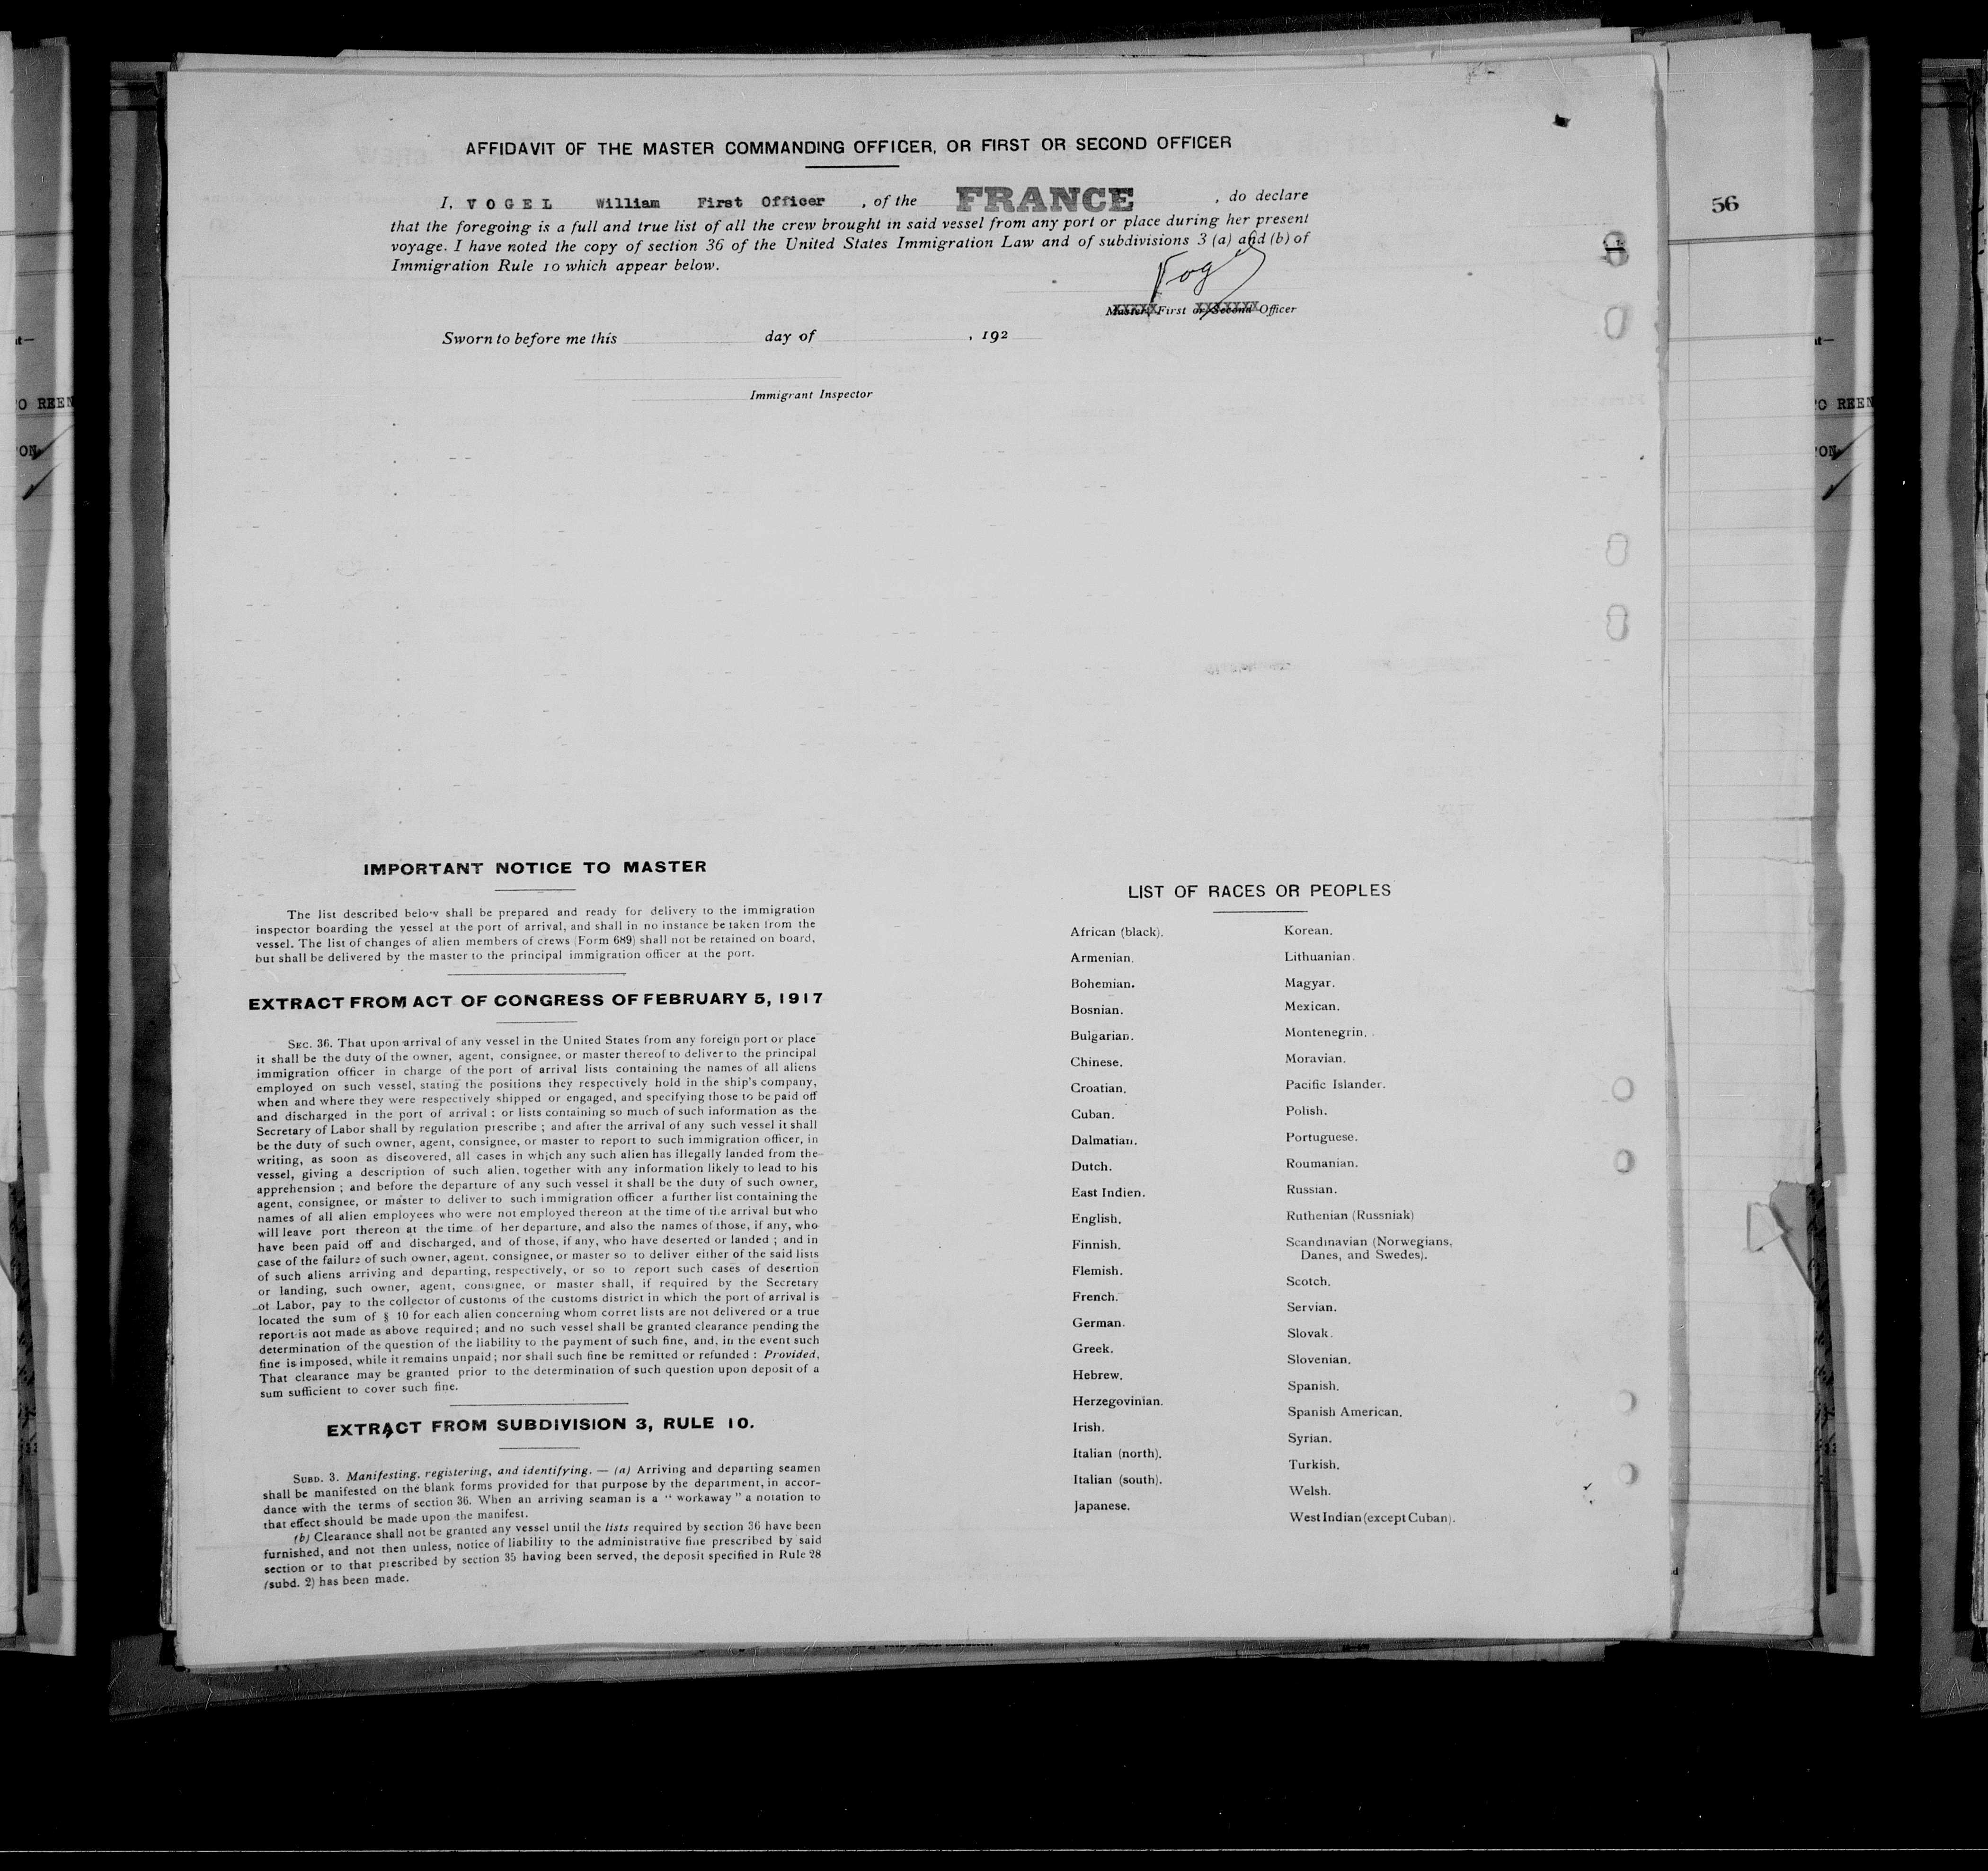 AFFIDAVIT OF THE MASTER COMMANDING OFFICER, OR FIRST OR SECOND OFFICER
I, VOGEL William First Officer , of the FRANCE , do declare
that the foregoing is a full and true list of all the crew brought in said vessel from any port or place during her present
voyage. I have noted the copy of section 36 of the United States Immigration Law and of subdivisions 3 (a) and (b) of
Immigration Rule 10 which appear below.
Vogel
Master, First or Second Officer
Sworn to before me this day of , 192
Immigrant Inspector
56
O REEN
ON
O REEN
ON
IMPORTANT NOTICE TO MASTER
The list described below shall be prepared and ready for delivery to the immigration
inspector boarding the vessel at the port of arrival, and shall in no instance be taken from the
vessel. The list of changes of alien members of crews (Form 689) shall not be retained on board,
but shall be delivered by the master to the principal immigration officer at the port.
EXTRACT FROM ACT OF CONGRESS OF FEBRUARY 5, 1917
SEC. 36. That upon arrival of any vessel in the United States from any foreign port or place
it shall be the duty of the owner, agent, consignee, or master thereof to deliver to the principal
immigration officer in charge of the port of arrival lists containing the names of all aliens
employed on such vessel, stating the positions they respectively hold in the ship's company,
when and where they were respectively shipped or engaged, and specifying those to be paid off
and discharged in the port of arrival ; or lists containing so much of such information as the
Secretary of Labor shall by regulation prescribe ; and after the arrival of any such vessel it shall
be the duty of such owner, agent, consignee, or master to report to such immigration officer, in
writing, as soon as discovered, all cases in which any such alien has illegally landed from the
vessel, giving a description of such alien, together with any information likely to lead to his
apprehension ; and before the departure of any such vessel it shall be the duty of such owner,
agent, consignee, or master to deliver to such immigration officer a further list containing the
names of all alien employees who were not employed thereon at the time of the arrival but who
will leave port thereon at the time of her departure, and also the names of those, if any, who
have been paid off and discharged, and of those, if any, who have deserted or landed ; and in
case of the failure of such owner, agent, consignee, or master so to deliver either of the said lists
of such aliens arriving and departing, respectively, or so to report such cases of desertion
or landing, such owner, agent, consignee, or master shall, if required by the Secretary
of Labor, pay to the collector of customs of the customs district in which the port of arrival is
located the sum of § 10 for each alien concerning whom corret lists are not delivered or a true
report is not made as above required ; and no such vessel shall be granted clearance pending the
determination of the question of the liability to the payment of such fine, and, in the event such
fine is imposed, while it remains unpaid ; nor shall such fine be remitted or refunded : Provided,
That clearance may be granted prior to the determination of such question upon deposit of a
sum sufficient to cover such fine.
EXTRACT FROM SUBDIVISION 3, RULE 10.
SUBD. 3. Manifesting, registering, and identifying. — (a) Arriving and departing seamen
shall be manifested on the blank forms provided for that purpose by the department, in accor-
dance with the terms of section 36. When an arriving seaman is a " workaway " a notation to
that effect should be made upon the manifest.
(b) Clearance shall not be granted any vessel until the lists required by section 36 have been
furnished, and not then unless, notice of liability to the administrative fine prescribed by said
section or to that prescribed by section 35 having been served, the deposit specified in Rule 28
(subd. 2) has been made.
LIST OF RACES OR PEOPLES
African (black).
Armenian.
Bohemian.
Bosnian.
Bulgarian.
Chinese.
Croatian.
Cuban.
Dalmatian.
Dutch.
East Indien.
English.
Finnish.
Flemish.
French.
German.
Greek.
Hebrew.
Herzegovinian.
Irish.
Italian (north).
Italian (south).
Japanese.
Korean.
Lithuanian.
Magyar.
Mexican.
Montenegrin.
Moravian.
Pacific Islander.
Polish.
Portuguese.
Roumanian.
Russian.
Ruthenian (Russniak)
Scandinavian (Norwegians,
Danes, and Swedes).
Scotch.
Servian.
Slovak.
Slovenian.
Spanish.
Spanish American.
Syrian.
Turkish.
Welsh.
West Indian (except Cuban).